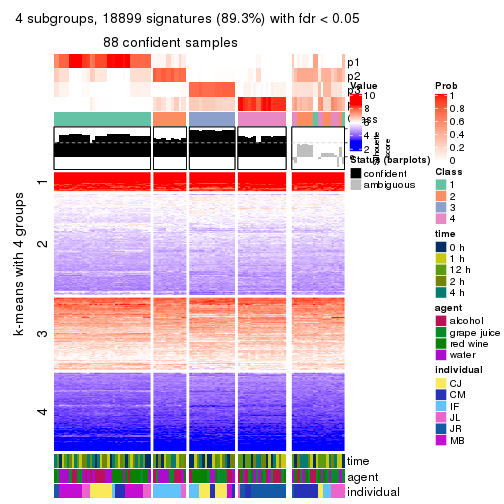 4 subgroups, 18899 signatures (89.3%) with fdr < 0.05
88 confident samples
p1
p2
k-means with 4 groups
1
2
3
4
time
agent
individual
Value
10
8
6
4
2
Silhouette
score
Status (barplots)
confident
ambiguous
Prob
1
0.8
0.6
0.4
0.2
0
Class
1
2
3
4
time
0 h
1 h
12 h
2 h
4 h
agent
alcohol
grape juice
red wine
water
individual
CJ
CM
IF
JL
JR
MB